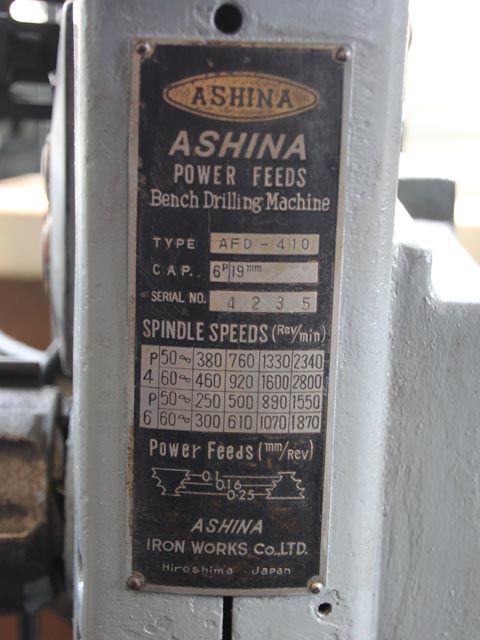 ASHINA
ASHINA
POWER FEEDS
Bench Drilling Machine
TYPE AFD-410
CAP. 6P/19mm
SERIAL NO. 4235
SPINDLE SPEEDS (Rev/min)
P 50~ 380 760 1330 2340
4 60~ 460 920 1600 2800
P 50~ 250 500 890 1550
6 60~ 300 610 1070 1870
Power Feeds (mm/Rev)
0.1
0.16
0.25
ASHINA
IRON WORKS Co.,LTD.
Hiroshima Japan